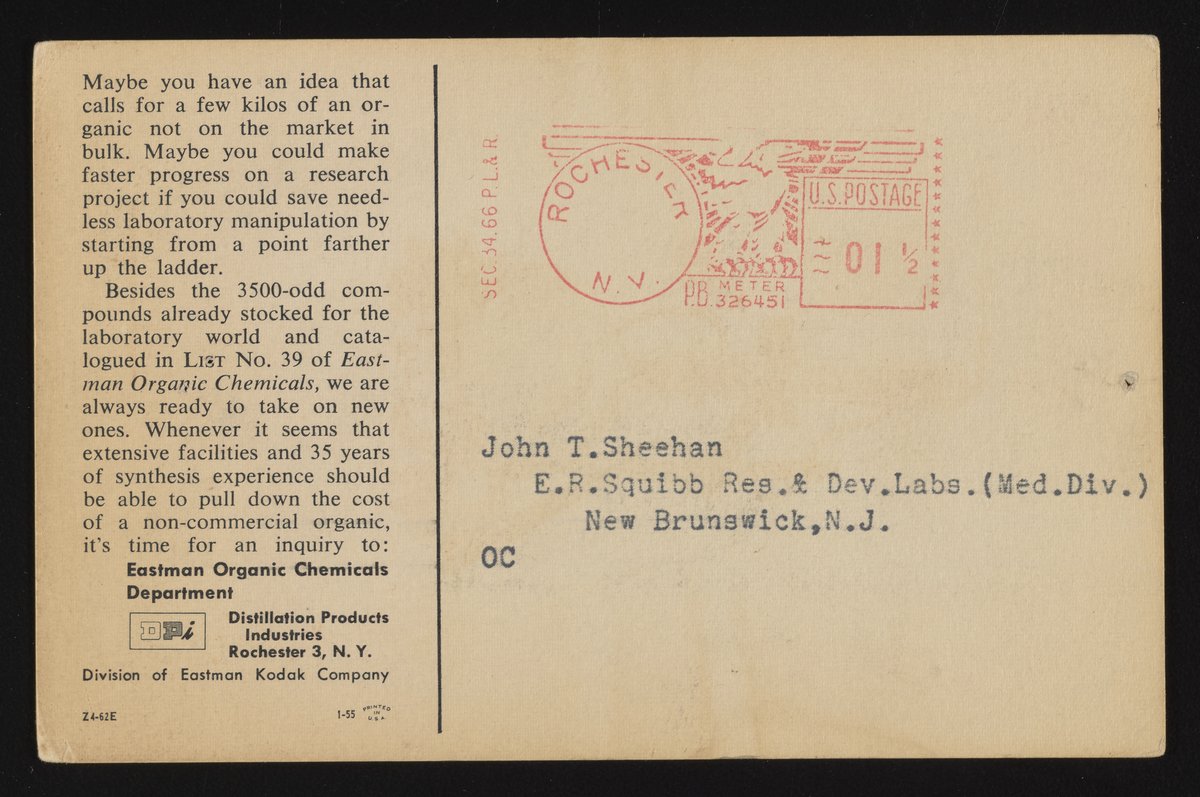 Maybe you have an idea that
calls for a few kilos of an or-
ganic not on the market in
bulk. Maybe you could make
faster progress on a research
project if you could save need-
less laboratory manipulation by
starting from a point farther
up the ladder.
Besides the 3500-odd com-
pounds already stocked for the
laboratory world and cata-
logued in LIST No. 39 of East-
man Organic Chemicals, we are
always ready to take on new
ones. Whenever it seems that
extensive facilities and 35 years
of synthesis experience should
be able to pull down the cost
of a non-commercial organic,
it's time for an inquiry to:
Eastman Organic Chemicals
Department
DPi
Distillation Products
Industries
Rochester 3, N. Y.
Division of Eastman Kodak Company
Z4-62E
1-55
PRINTED
IN
U.S.A.
SEC.34.66 P.L.& R.
ROCHESTER
N.Y.
P.B. METER
326451
U.S.POSTAGE
01 ½
John T.Sheehan
E.R.Squibb Res.& Dev.Labs.(Med.Div.)
New Brunswick,N.J.
OC